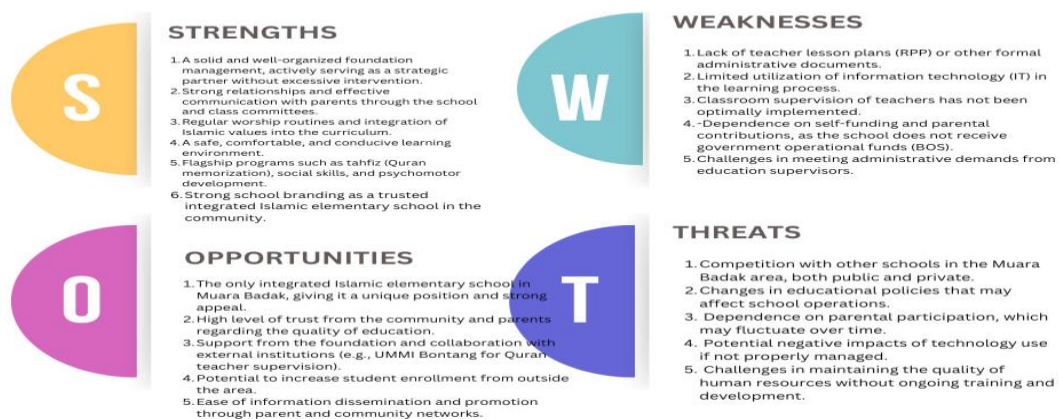 S
STRENGTHS
1. A solid and well-organized foundation
management, actively serving as a strategic
partner without excessive intervention.
2. Strong relationships and effective
communication with parents through the school
and class committees.
3. Regular worship routines and integration of
Islamic values into the curriculum.
4. A safe, comfortable, and conducive learning
environment.
5. Flagship programs such as tahfiz (Quran
memorization), social skills, and psychomotor
development.
6. Strong school branding as a trusted
integrated Islamic elementary school in the
community.
W
WEAKNESSES
1. Lack of teacher lesson plans (RPP) or other formal
administrative documents.
2. Limited utilization of information technology (IT) in
the learning process.
3. Classroom supervision of teachers has not been
optimally implemented.
4. -Dependence on self-funding and parental
contributions, as the school does not receive
government operational funds (BOS).
5. Challenges in meeting administrative demands from
education supervisors.
O
OPPORTUNITIES
1. The only integrated Islamic elementary school in
Muara Badak, giving it a unique position and strong
appeal.
2. High level of trust from the community and parents
regarding the quality of education.
3. Support from the foundation and collaboration with
external institutions (e.g., UMMI Bontang for Quran
teacher supervision).
4. Potential to increase student enrollment from outside
the area.
5. Ease of information dissemination and promotion
through parent and community networks.
T
THREATS
1. Competition with other schools in the Muara
Badak area, both public and private.
2. Changes in educational policies that may
affect school operations.
3. Dependence on parental participation, which
may fluctuate over time.
4. Potential negative impacts of technology use
if not properly managed.
5. Challenges in maintaining the quality of
human resources without ongoing training and
development.